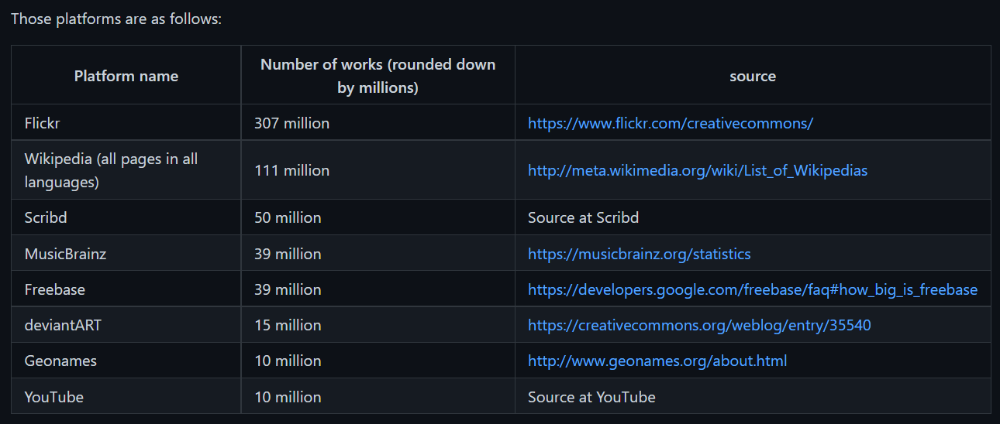 Those platforms are as follows:
Platform name
Number of works (rounded down
by millions)
source
Flickr
307 million
https://www.flickr.com/creativecommons/
Wikipedia (all pages in all
languages)
111 million
http://meta.wikimedia.org/wiki/List_of_Wikipedias
Scribd
50 million
Source at Scribd
MusicBrainz
39 million
https://musicbrainz.org/statistics
Freebase
39 million
https://developers.google.com/freebase/faq#how_big_is_freebase
deviantART
15 million
https://creativecommons.org/weblog/entry/35540
Geonames
10 million
http://www.geonames.org/about.html
YouTube
10 million
Source at YouTube